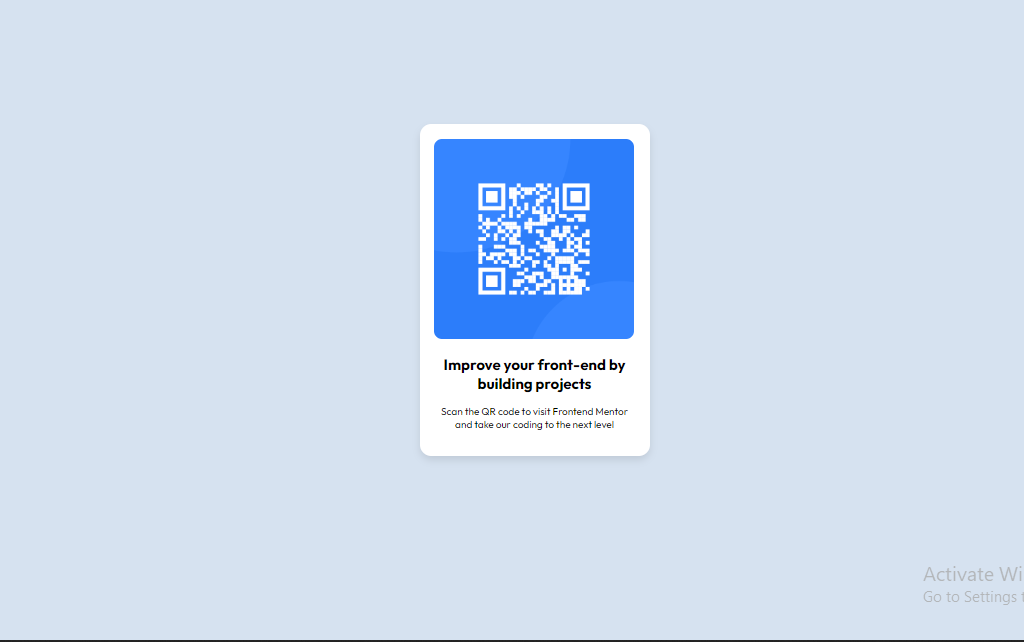 Improve your front-end by
building projects
Scan the QR code to visit Frontend Mentor
and take our coding to the next level
Activate Wi
Go to Settings t